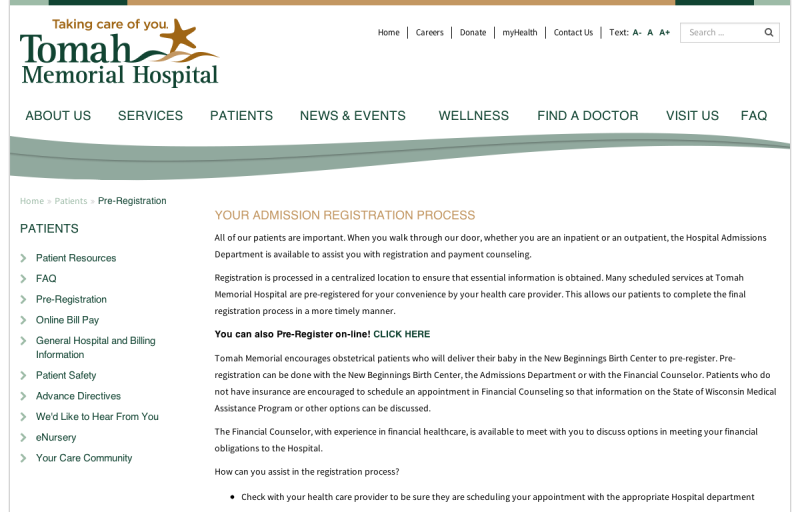 Taking care of you.
Tomah
Memorial Hospital
Home | Careers | Donate | myHealth | Contact Us | Text: A- A A+
Search ...
ABOUT US SERVICES PATIENTS NEWS & EVENTS WELLNESS FIND A DOCTOR VISIT US FAQ
Home » Patients » Pre-Registration
PATIENTS
Patient Resources
FAQ
Pre-Registration
Online Bill Pay
General Hospital and Billing
Information
Patient Safety
Advance Directives
We'd Like to Hear From You
eNursery
Your Care Community
YOUR ADMISSION REGISTRATION PROCESS
All of our patients are important. When you walk through our door, whether you are an inpatient or an outpatient, the Hospital Admissions
Department is available to assist you with registration and payment counseling.
Registration is processed in a centralized location to ensure that essential information is obtained. Many scheduled services at Tomah
Memorial Hospital are pre-registered for your convenience by your health care provider. This allows our patients to complete the final
registration process in a more timely manner.
You can also Pre-Register on-line! CLICK HERE
Tomah Memorial encourages obstetrical patients who will deliver their baby in the New Beginnings Birth Center to pre-register. Pre-
registration can be done with the New Beginnings Birth Center, the Admissions Department or with the Financial Counselor. Patients who do
not have insurance are encouraged to schedule an appointment in Financial Counseling so that information on the State of Wisconsin Medical
Assistance Program or other options can be discussed.
The Financial Counselor, with experience in financial healthcare, is available to meet with you to discuss options in meeting your financial
obligations to the Hospital.
How can you assist in the registration process?
• Check with your health care provider to be sure they are scheduling your appointment with the appropriate Hospital department